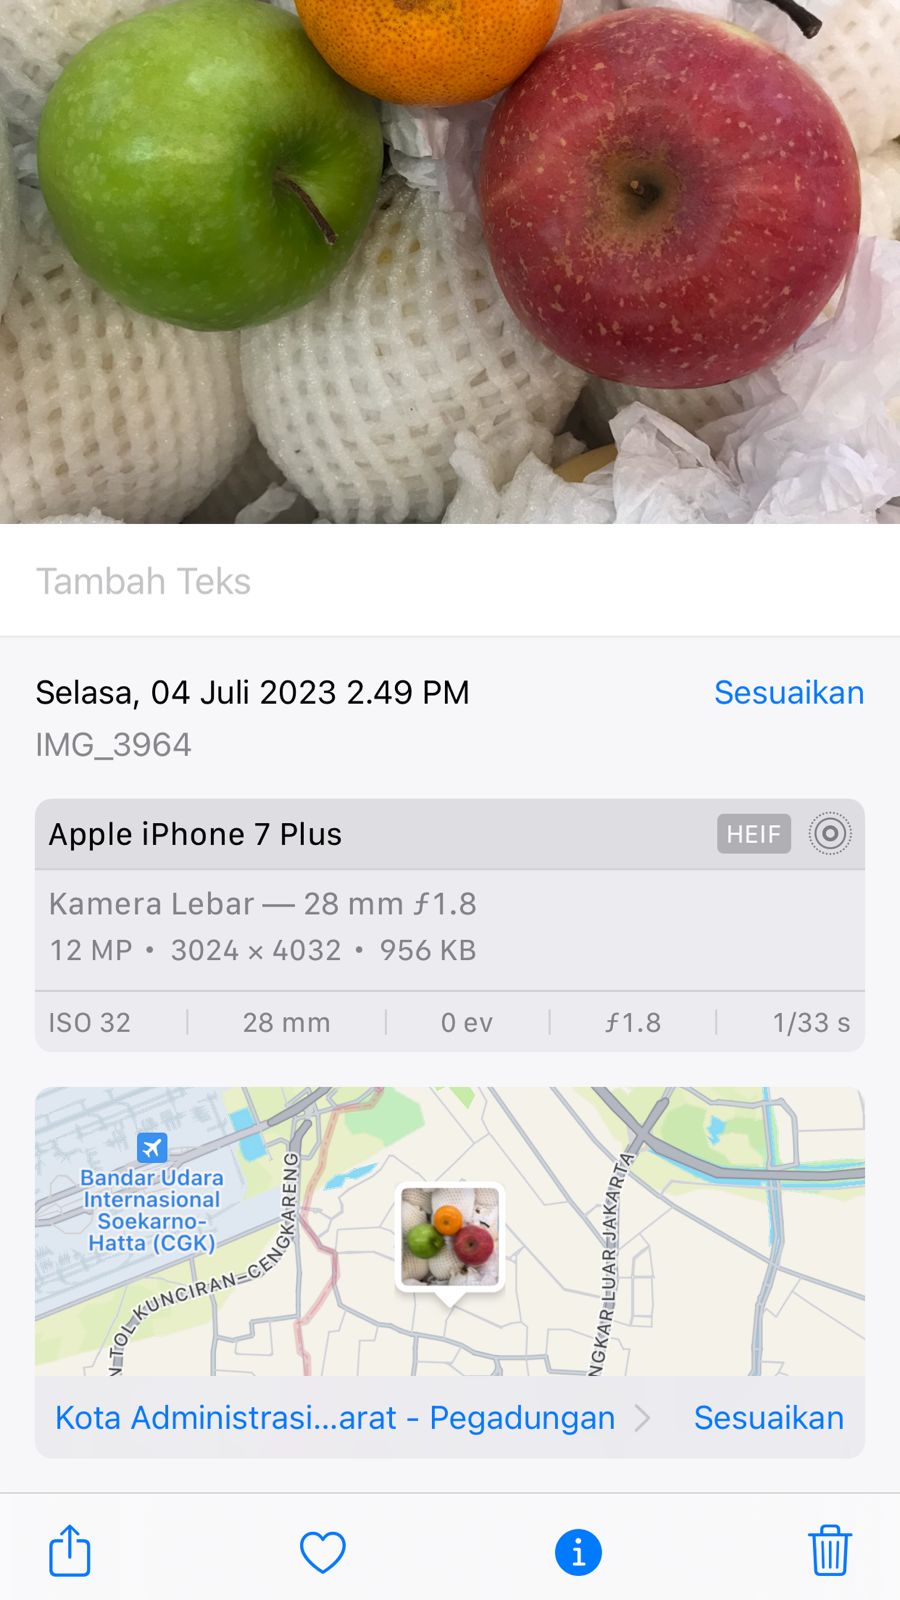 Tambah Teks
Selasa, 04 Juli 2023 2.49 PM
Sesuaikan
IMG_3964
Apple iPhone 7 Plus
HEIF
Kamera Lebar — 28 mm ƒ1.8
12 MP • 3024 × 4032 • 956 KB
ISO 32 | 28 mm | 0 ev | ƒ1.8 | 1/33 s
Bandar Udara
Internasional
Soekarno-
Hatta (CGK)
N TOL KUNCIRAN–CENGKARENG
NGKAR LUAR JAKARTA
Kota Administrasi...arat - Pegadungan
Sesuaikan